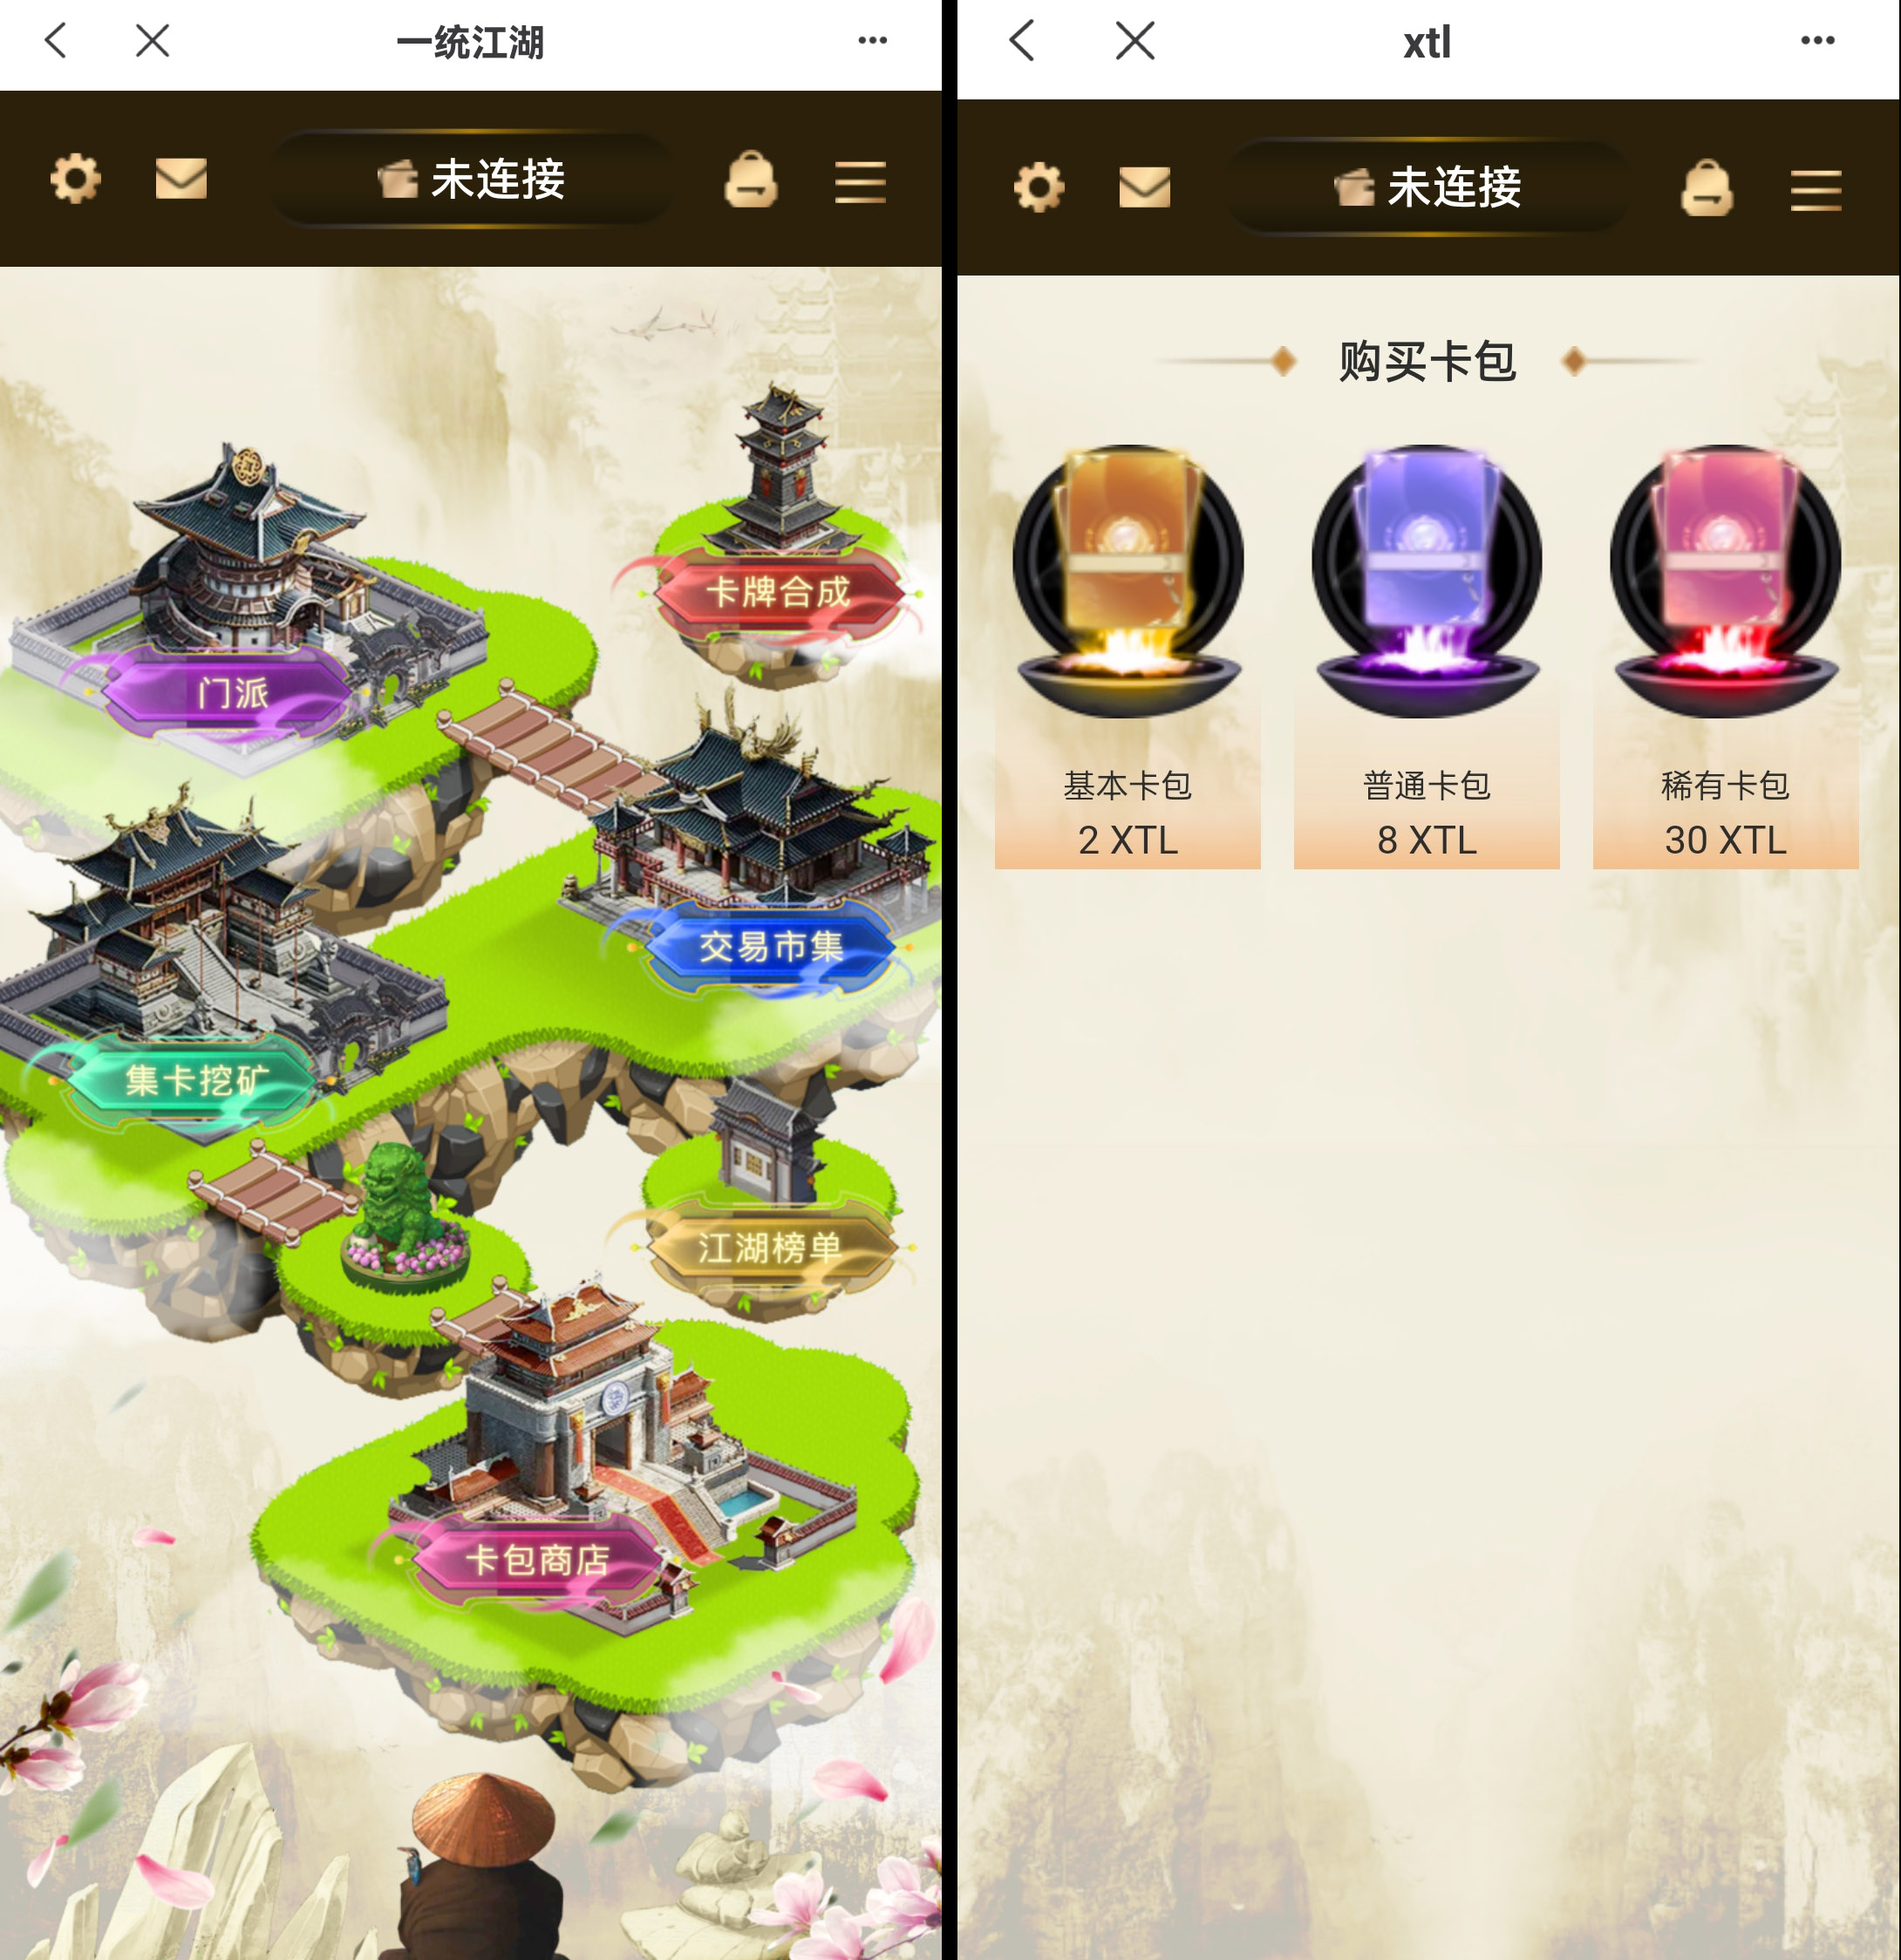 一统江湖
未连接
卡牌合成
门派
交易市集
集卡挖矿
江湖榜单
卡包商店
xtl
未连接
购买卡包
基本卡包
2 XTL
普通卡包
8 XTL
稀有卡包
30 XTL